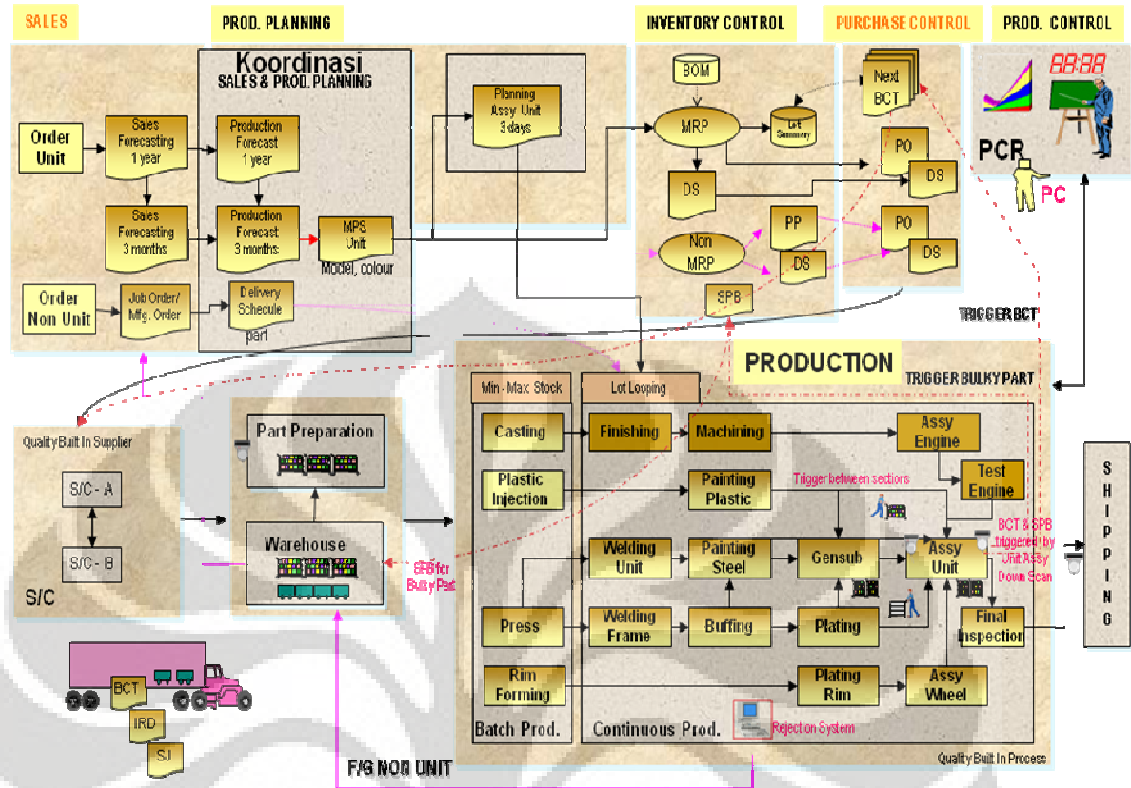 SALES
PROD. PLANNING
INVENTORY CONTROL
PURCHASE CONTROL
PROD. CONTROL
Koordinasi
SALES & PROD. PLANNING
Order
Unit
Sales
Forecasting
1 year
Production
Forecast
1 year
Sales
Forecasting
3 months
Production
Forecast
3 months
MPS
Unit
Model, colour
Order
Non Unit
Job Order/
Mfg. Order
Delivery
Schecule
part
Planning
Assy Unit
3 days
BOM
MRP
Lot
Summary
DS
Non
MRP
PP
DS
SPB
Next
BCT
PO
DS
PO
DS
PCR
PC
TRIGGER BCT
PRODUCTION
TRIGGER BULKY PART
Min - Max Stock
Lot Looping
Casting
Finishing
Machining
Assy
Engine
Plastic
Injection
Painting
Plastic
Trigger between sections
Test
Engine
Welding
Unit
Painting
Steel
Gensub
Assy
Unit
BCT & SPB
triggered by
Unit Assy
Down Scan
Press
Welding
Frame
Buffing
Plating
Final
Inspection
Rim
Forming
Plating
Rim
Assy
Wheel
Batch Prod.
Continuous Prod.
Rejection System
Quality Built In Process
SHIPPING
Quality Built In Supplier
S/C - A
S/C - B
S/C
Part Preparation
Warehouse
SPB for
Bulky Part
BCT
IRD
SJ
F/G NON UNIT